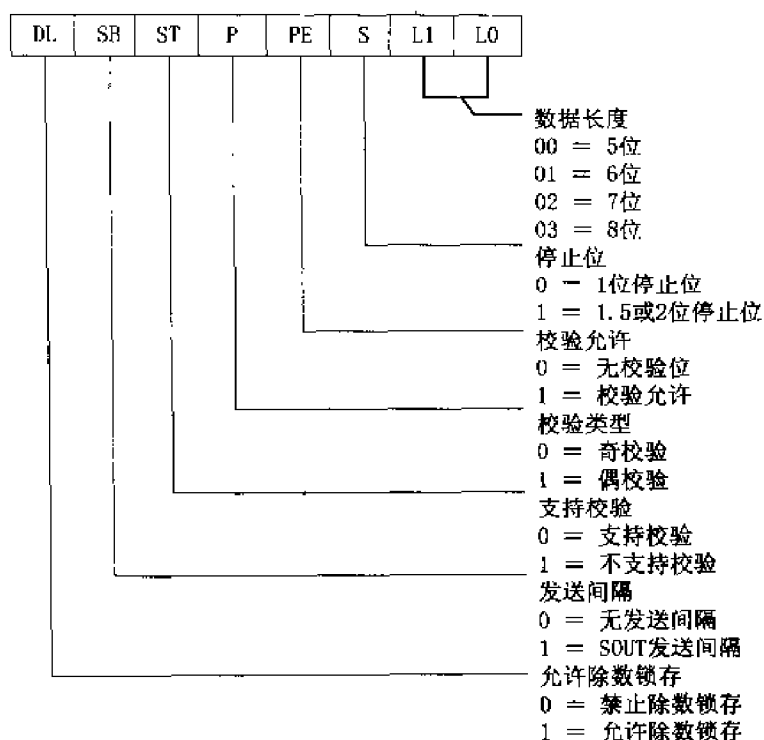 DL SB ST P PE S L1 L0
数据长度
00 = 5位
01 = 6位
02 = 7位
03 = 8位
停止位
0 = 1位停止位
1 = 1.5或2位停止位
校验允许
0 = 无校验位
1 = 校验允许
校验类型
0 = 奇校验
1 = 偶校验
支持校验
0 = 支持校验
1 = 不支持校验
发送间隔
0 = 无发送间隔
1 = SOUT发送间隔
允许除数锁存
0 = 禁止除数锁存
1 = 允许除数锁存